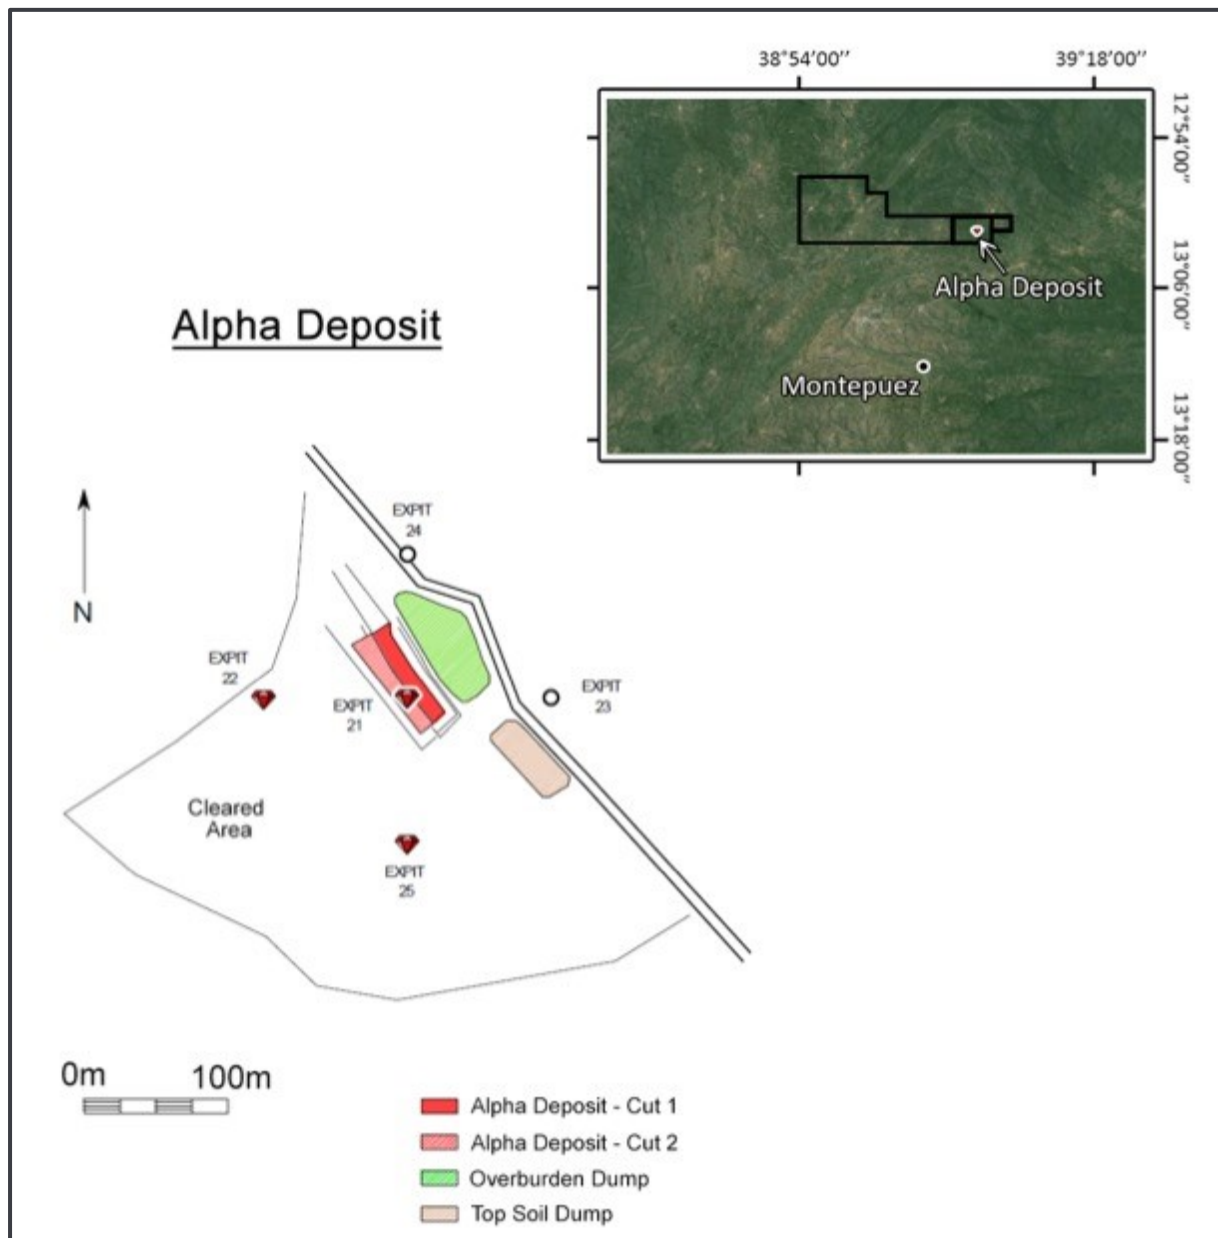 38°54'00''
39°18'00''
12°54'00''
Alpha Deposit
13°06'00''
Montepuez
13°18'00''
Alpha Deposit
N
EXPIT
24
EXPIT
22
EXPIT
21
EXPIT
23
Cleared
Area
EXPIT
25
0m
100m
Alpha Deposit - Cut 1
Alpha Deposit - Cut 2
Overburden Dump
Top Soil Dump